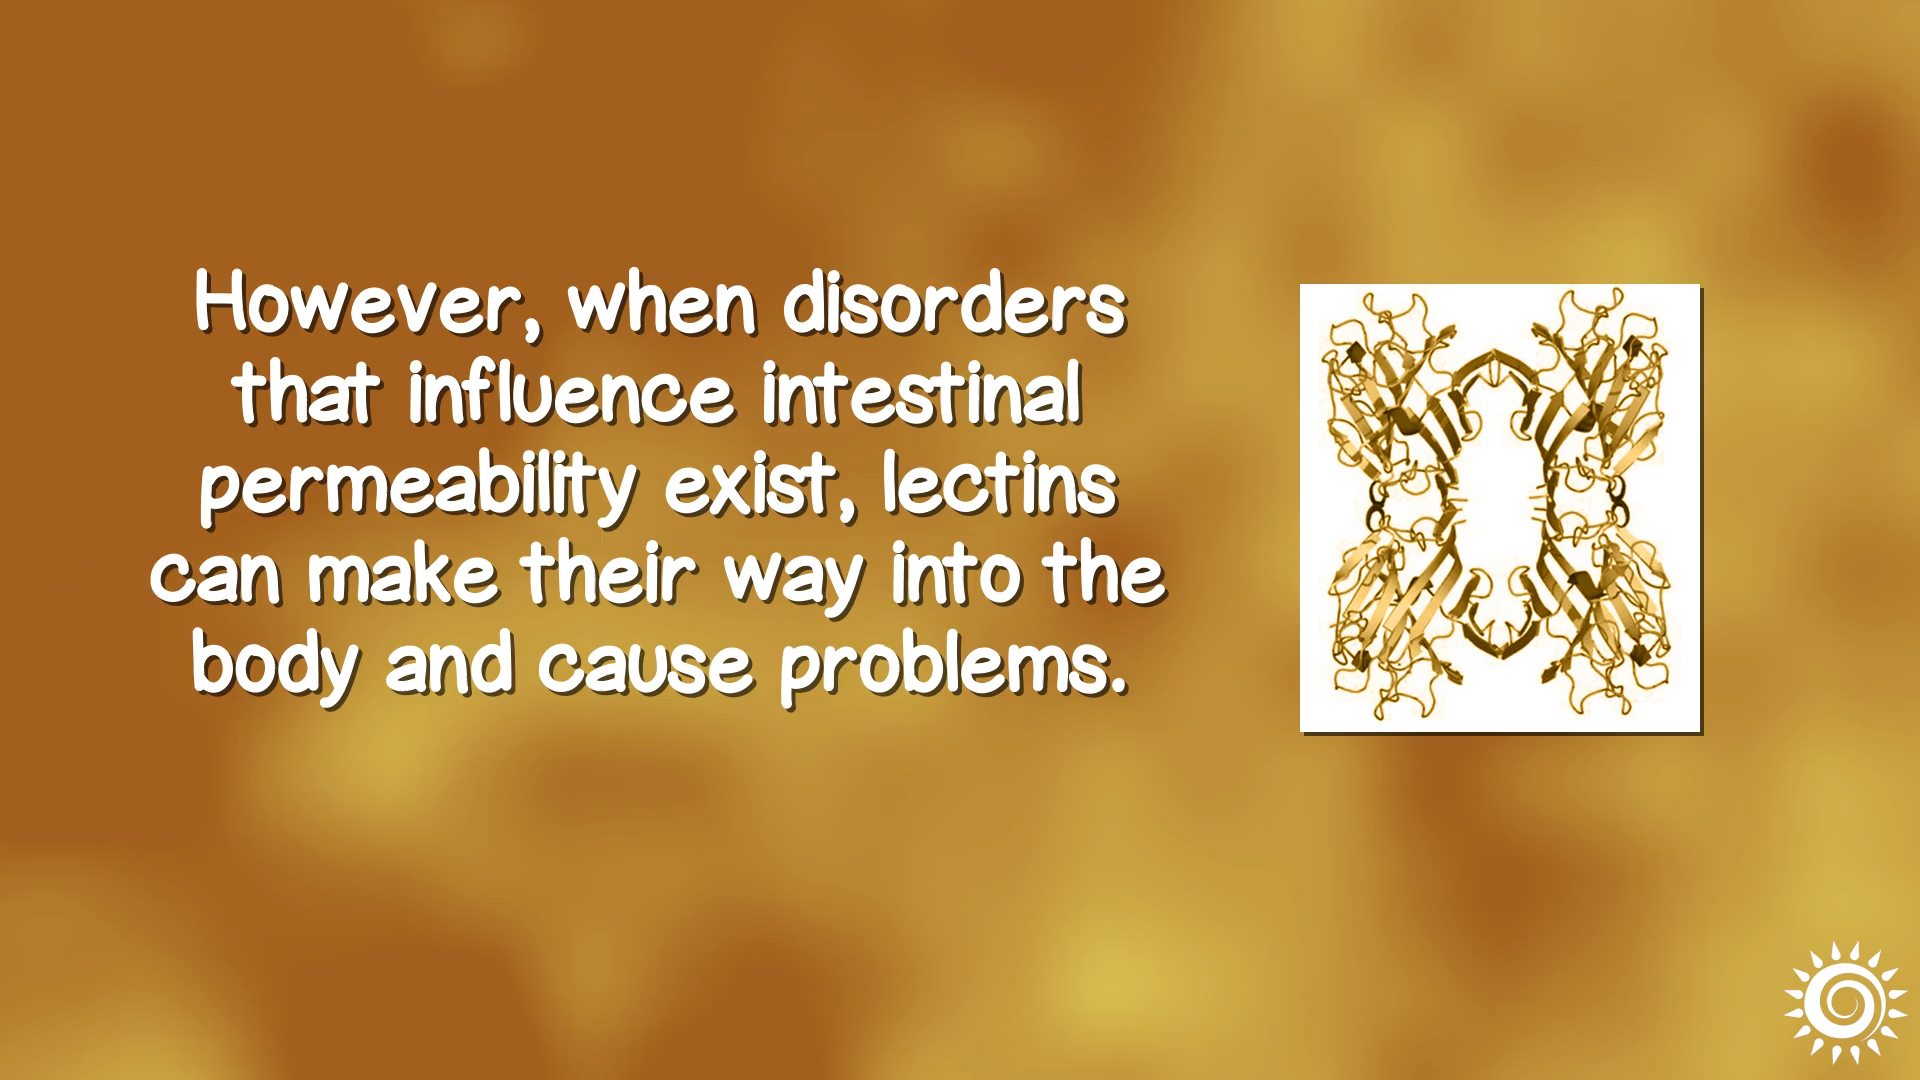 However, when disorders
that influence intestinal
permeability exist, lectins
can make their way into the
body and cause problems.